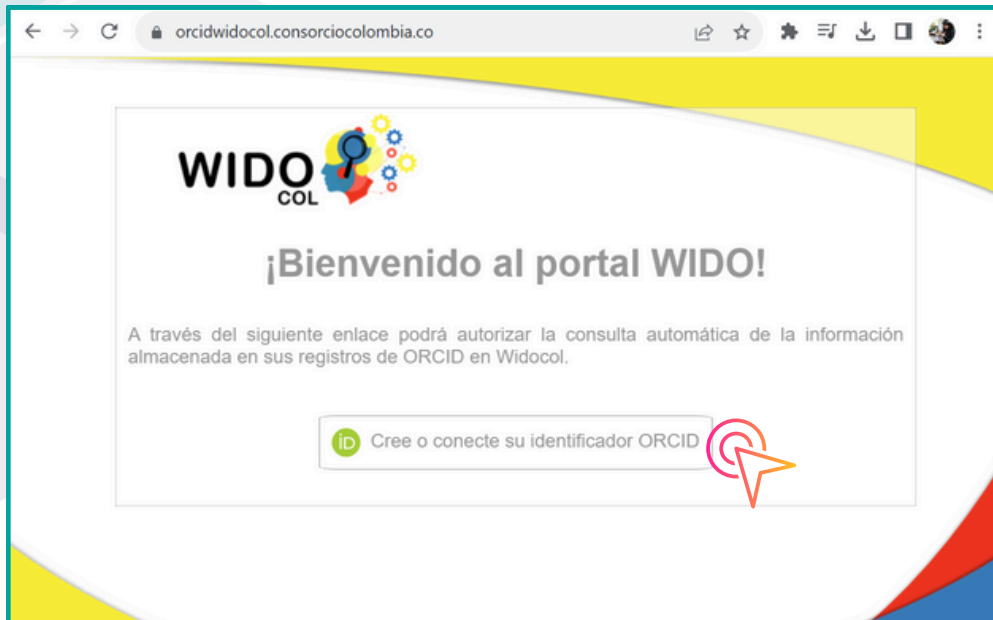 orcidwidocol.consorciocolombia.co
WIDO
COL
¡Bienvenido al portal WIDO!
A través del siguiente enlace podrá autorizar la consulta automática de la información
almacenada en sus registros de ORCID en Widocol.
iD Cree o conecte su identificador ORCID